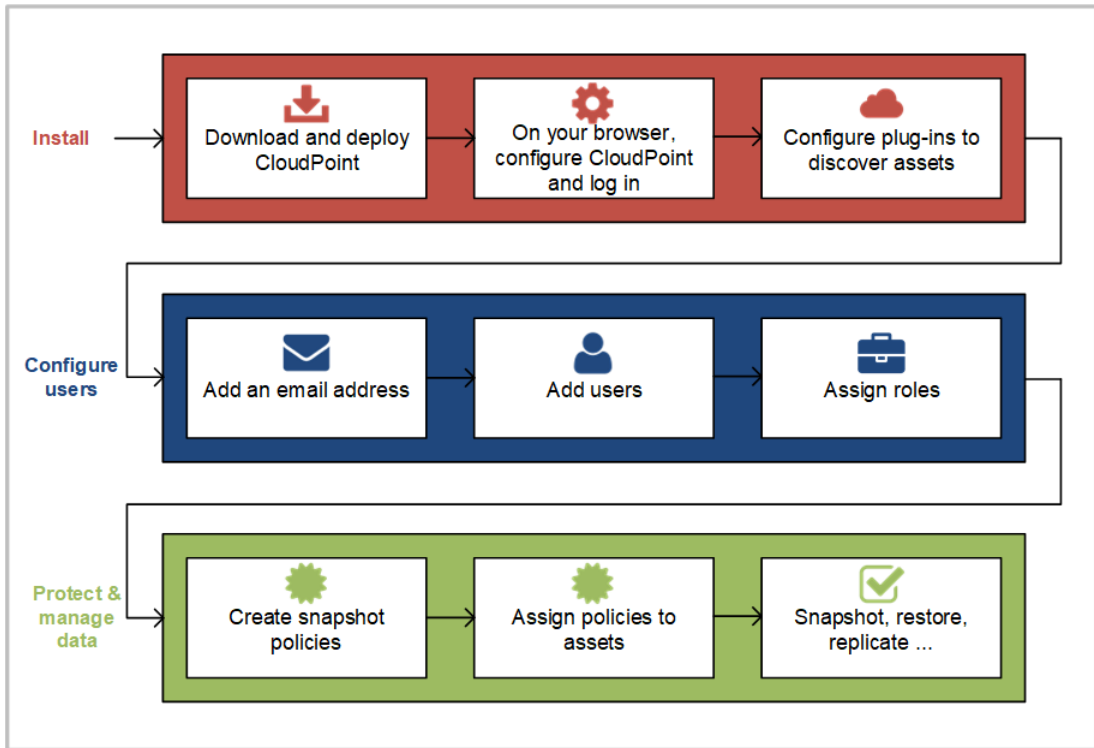 Install
Download and deploy
CloudPoint
On your browser,
configure CloudPoint
and log in
Configure plug-ins to
discover assets
Configure
users
Add an email address
Add users
Assign roles
Protect &
manage
data
Create snapshot
policies
Assign policies to
assets
Snapshot, restore,
replicate ...